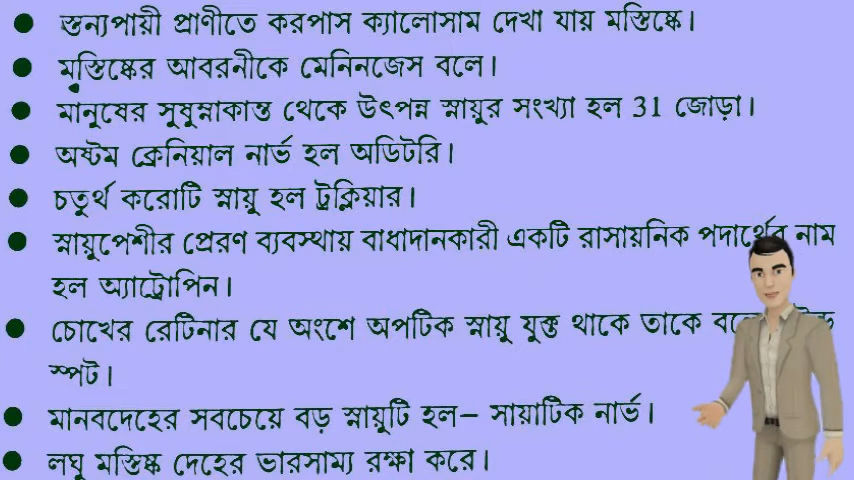 ● স্তন্যপায়ী প্রাণীতে করপাস ক্যালোসাম দেখা যায় মস্তিষ্কে।
● মস্তিষ্কের আবরনীকে মেনিনজেস বলে।
● মানুষের সুষুম্নাকান্ত থেকে উৎপন্ন স্নায়ুর সংখ্যা হল 31 জোড়া।
● অষ্টম ক্রেনিয়াল নার্ভ হল অডিটরি।
● চতুর্থ করোটি স্নায়ু হল ট্রক্লিয়ার।
● স্নায়ুপেশীর প্রেরণ ব্যবস্থায় বাধাদানকারী একটি রাসায়নিক পদার্থের নাম
হল অ্যাট্রোপিন।
● চোখের রেটিনার যে অংশে অপটিক স্নায়ু যুক্ত থাকে তাকে
স্পট।
● মানবদেহের সবচেয়ে বড় স্নায়ুটি হল– সায়াটিক নার্ভ।
● লঘু মস্তিষ্ক দেহের ভারসাম্য রক্ষা করে।